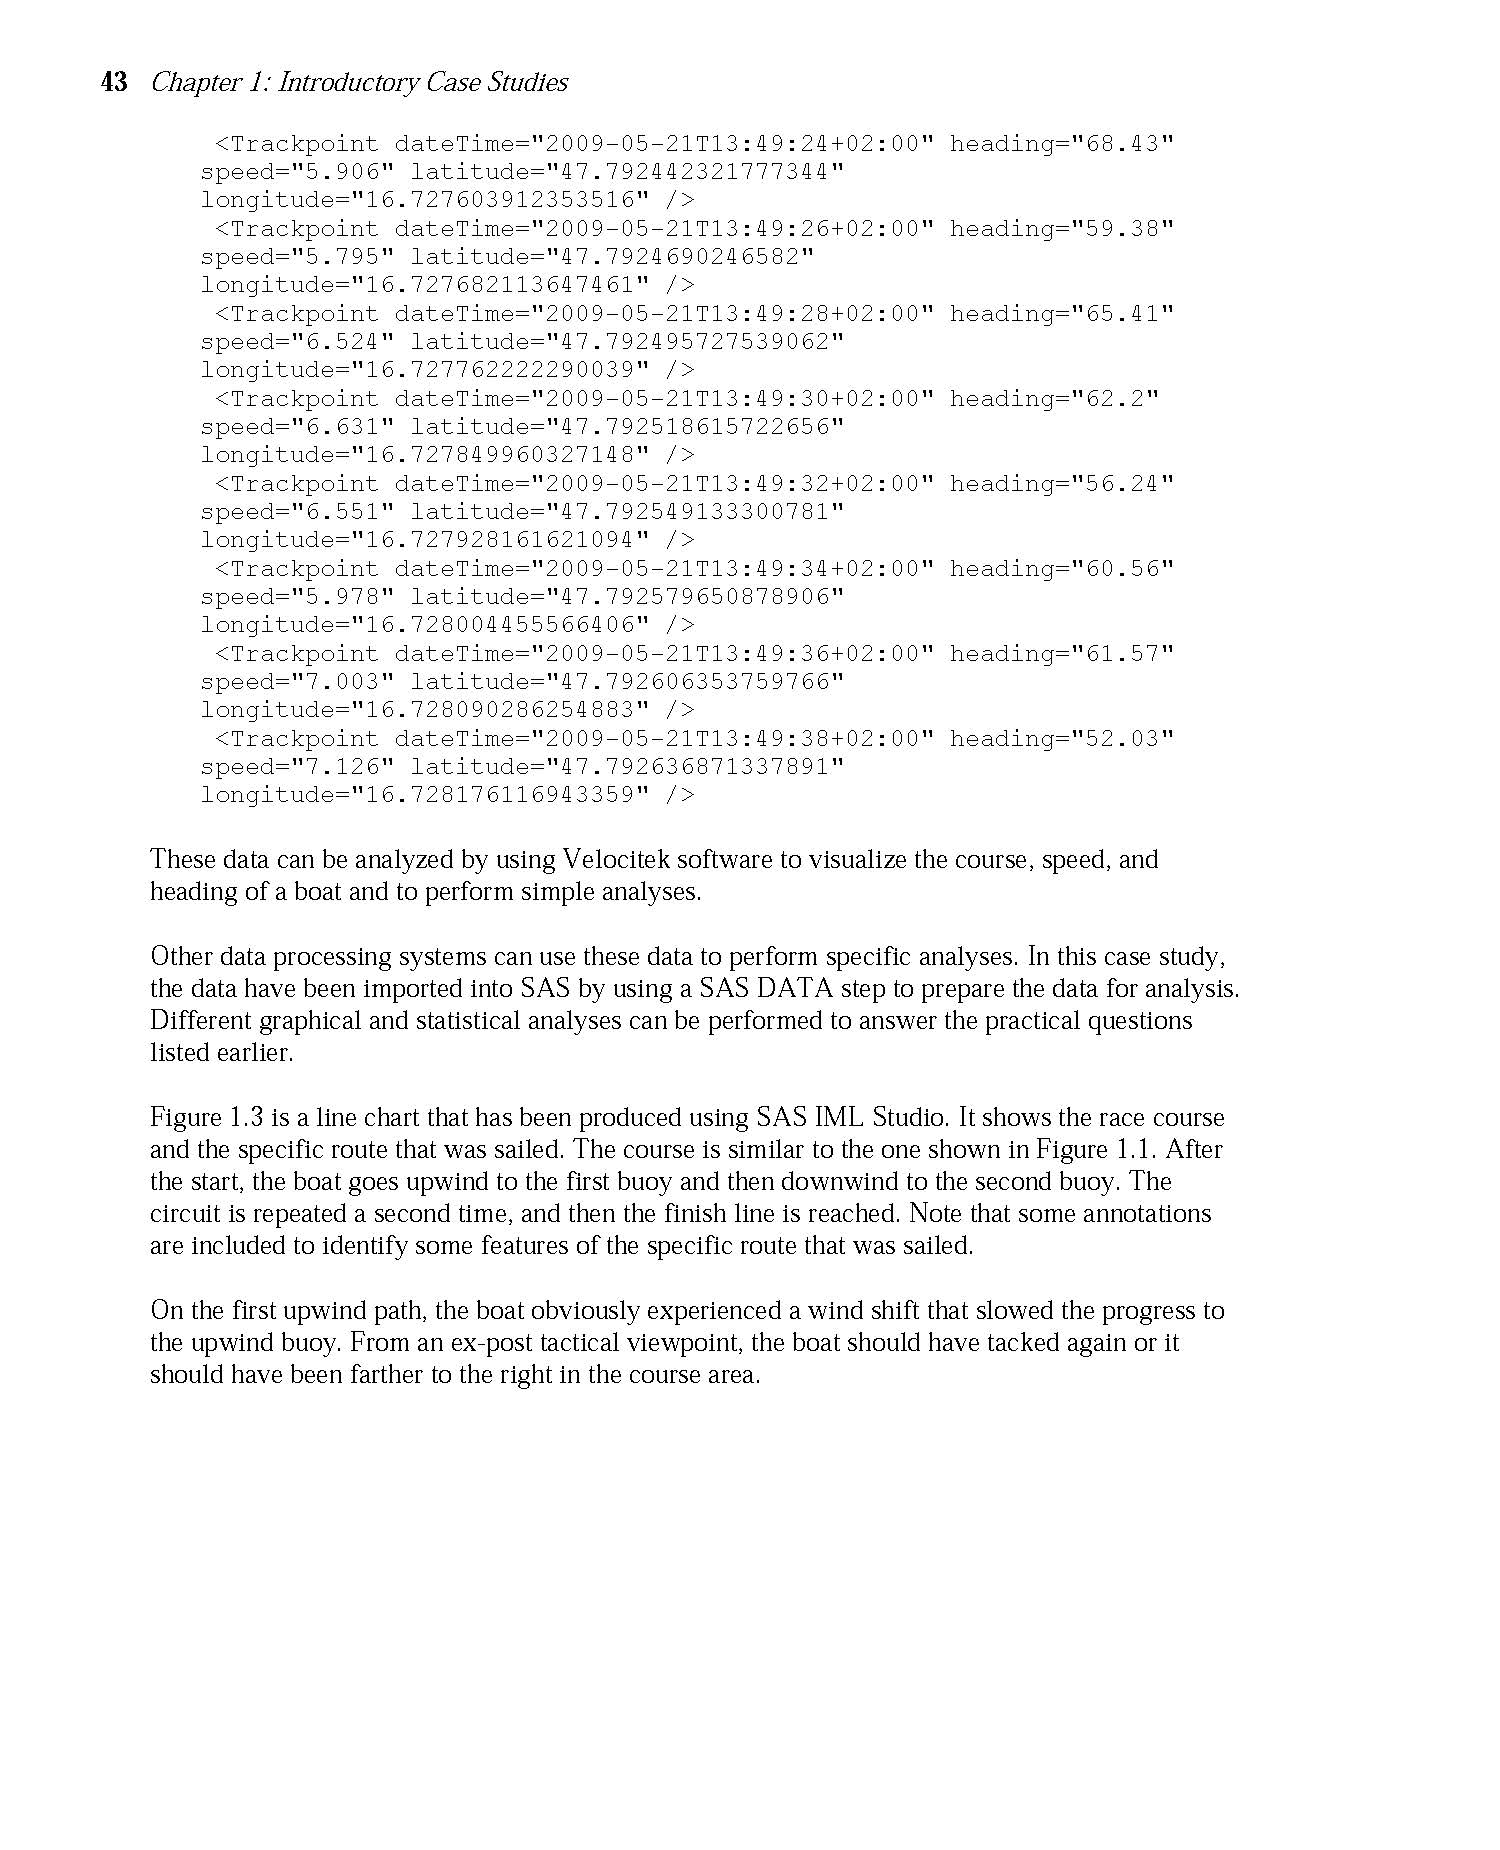 43 Chapter 1: Introductory Case Studies
<Trackpoint dateTime="2009-05-21T13:49:24+02:00" heading="68.43"
speed="5.906" latitude="47.792442321777344"
longitude="16.727603912353516" />
<Trackpoint dateTime="2009-05-21T13:49:26+02:00" heading="59.38"
speed="5.795" latitude="47.7924690246582"
longitude="16.727682113647461" />
<Trackpoint dateTime="2009-05-21T13:49:28+02:00" heading="65.41"
speed="6.524" latitude="47.792495727539062"
longitude="16.727762222290039" />
<Trackpoint dateTime="2009-05-21T13:49:30+02:00" heading="62.2"
speed="6.631" latitude="47.792518615722656"
longitude="16.727849960327148" />
<Trackpoint dateTime="2009-05-21T13:49:32+02:00" heading="56.24"
speed="6.551" latitude="47.792549133300781"
longitude="16.727928161621094" />
<Trackpoint dateTime="2009-05-21T13:49:34+02:00" heading="60.56"
speed="5.978" latitude="47.792579650878906"
longitude="16.728004455566406" />
<Trackpoint dateTime="2009-05-21T13:49:36+02:00" heading="61.57"
speed="7.003" latitude="47.792606353759766"
longitude="16.728090286254883" />
<Trackpoint dateTime="2009-05-21T13:49:38+02:00" heading="52.03"
speed="7.126" latitude="47.792636871337891"
longitude="16.728176116943359" />
These data can be analyzed by using Velocitek software to visualize the course, speed, and
heading of a boat and to perform simple analyses.
Other data processing systems can use these data to perform specific analyses. In this case study,
the data have been imported into SAS by using a SAS DATA step to prepare the data for analysis.
Different graphical and statistical analyses can be performed to answer the practical questions
listed earlier.
Figure 1.3 is a line chart that has been produced using SAS IML Studio. It shows the race course
and the specific route that was sailed. The course is similar to the one shown in Figure 1.1. After
the start, the boat goes upwind to the first buoy and then downwind to the second buoy. The
circuit is repeated a second time, and then the finish line is reached. Note that some annotations
are included to identify some features of the specific route that was sailed.
On the first upwind path, the boat obviously experienced a wind shift that slowed the progress to
the upwind buoy. From an ex-post tactical viewpoint, the boat should have tacked again or it
should have been farther to the right in the course area.